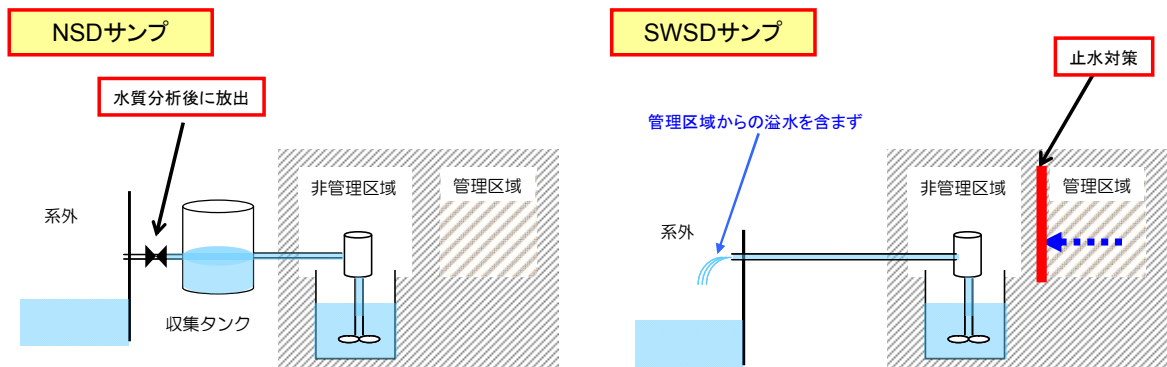 NSDサンプ
水質分析後に放出
系外
収集タンク
非管理区域
管理区域
SWSDサンプ
止水対策
管理区域からの溢水を含まず
系外
非管理区域
管理区域